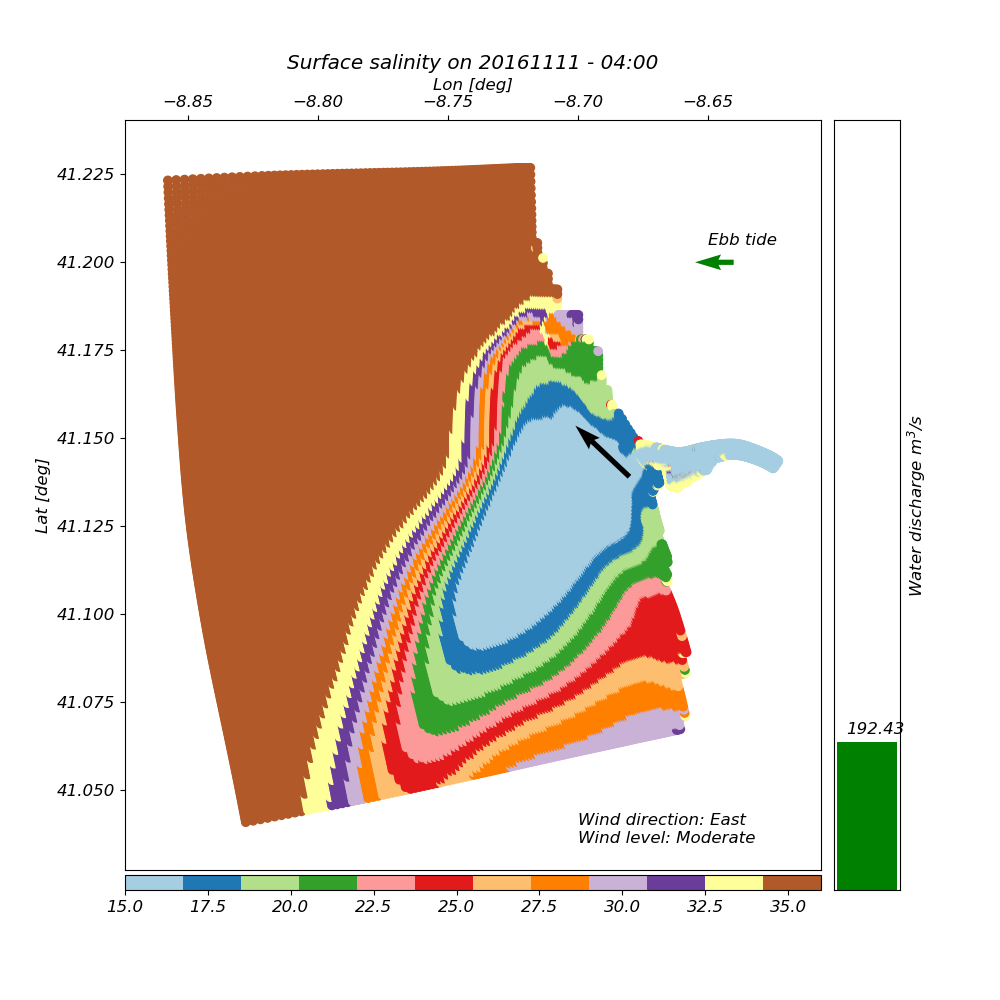 Surface salinity on 20161111 - 04:00
Lon [deg]
−8.85 −8.80 −8.75 −8.70 −8.65
41.225
41.200
41.175
41.150
41.125
41.100
41.075
41.050
Lat [deg]
Ebb tide
Wind direction: East
Wind level: Moderate
15.0 17.5 20.0 22.5 25.0 27.5 30.0 32.5 35.0
192.43
Water discharge m³/s